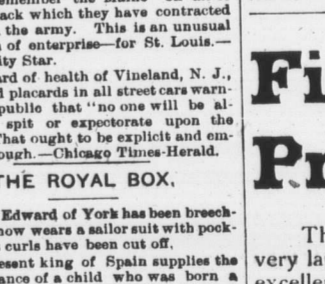 ack which they have contracted
the army. This is an unusual
of enterprise—for St. Louis.—
ity Star.
ard of health of Vineland, N. J.,
d placards in all street cars warn-
public that "no one will be al-
spit or expectorate upon the
That ought to be explicit and em-
ough.—Chicago Times-Herald.
THE ROYAL BOX.
Edward of York has been breech-
now wears a sailor suit with pock-
curls have been cut off.
esent king of Spain supplies the
ance of a child who was born a
Fi
Pr
Th
very la
excelle